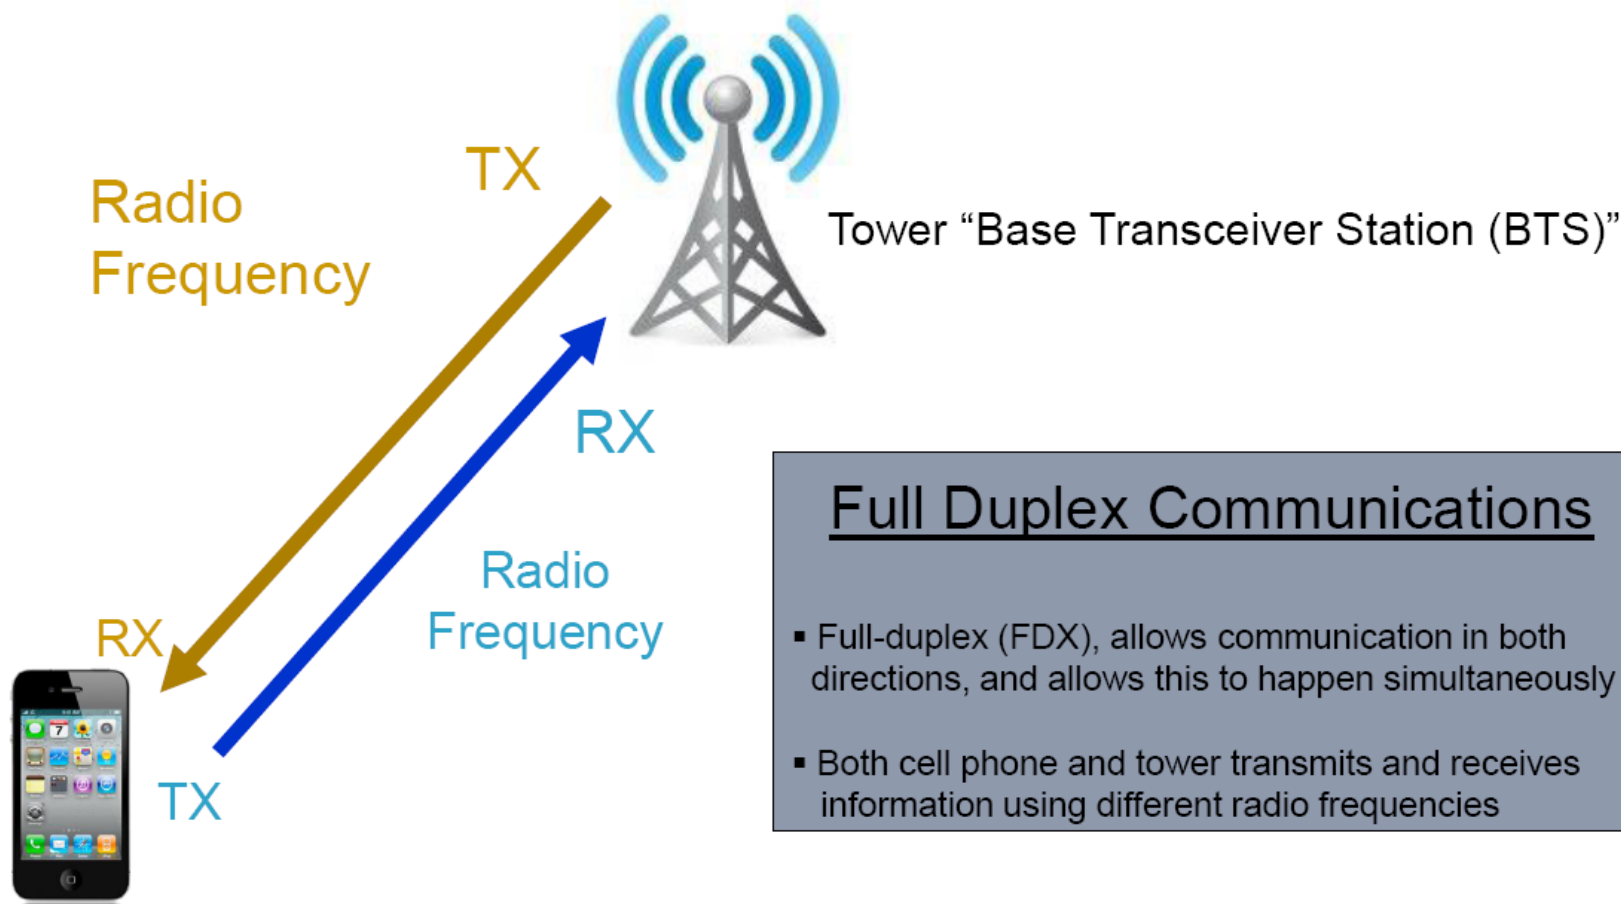 TX
Radio
Frequency
Tower “Base Transceiver Station (BTS)”
RX
Full Duplex Communications
Radio
Frequency
▪ Full-duplex (FDX), allows communication in both
directions, and allows this to happen simultaneously
RX
▪ Both cell phone and tower transmits and receives
information using different radio frequencies
TX
7